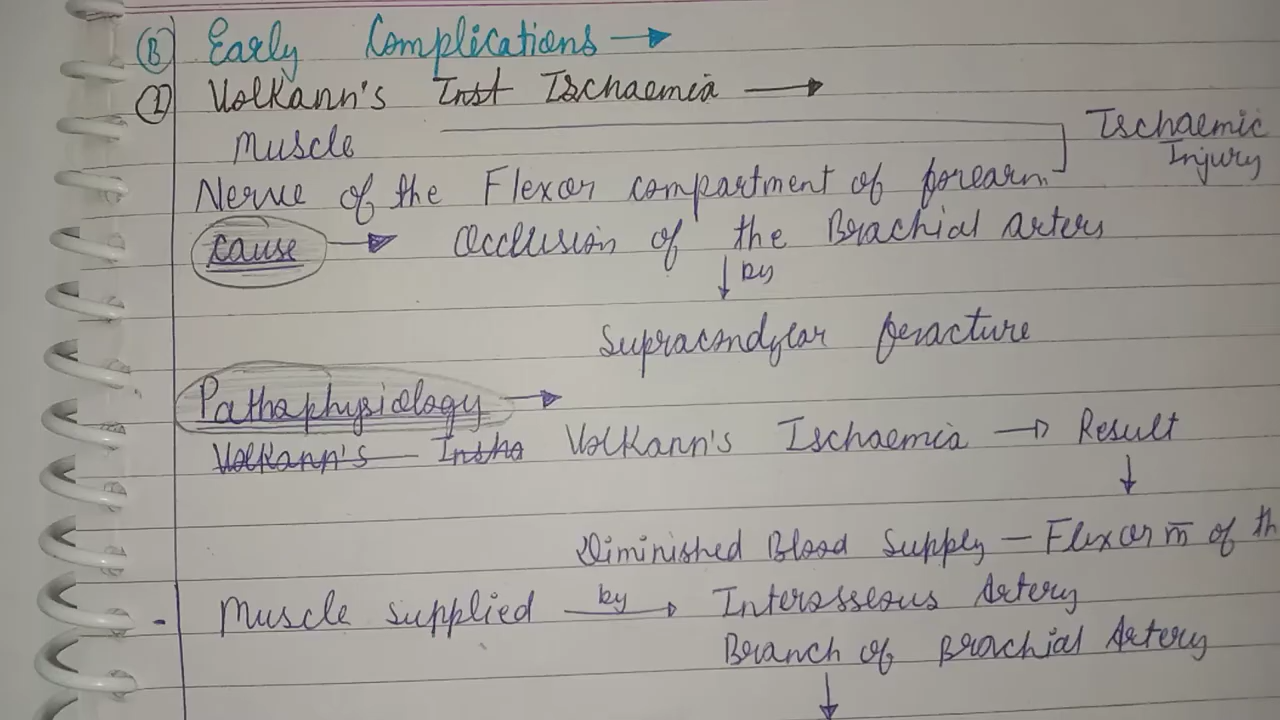 (B) Early Complications →
(1) Volkann's Inst Ischaemia →
Muscle
Ischaemic Injury
Nerve of the Flexor compartment of forearm
Cause → Occlusion of the Brachial artery
↓ by
Supracondylar feracture
Pathophysiology →
Volkann's Insha Volkann's Ischaemia → Result
↓
Diminished Blood Supply — Flexor m̄ of th
- Muscle supplied by → Interosseous Artery
Branch of Brachial Artery
↓